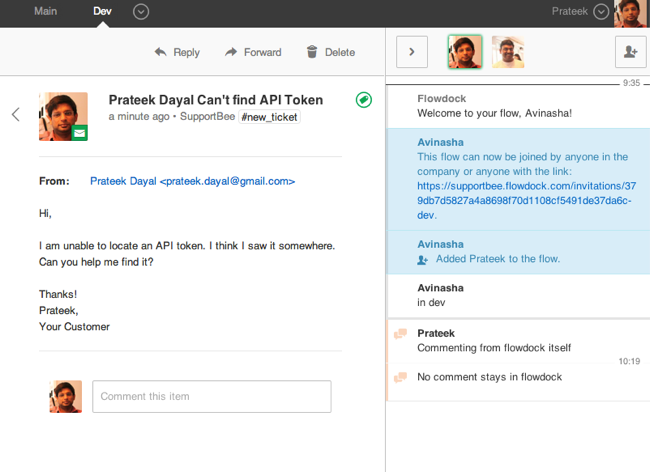 Main
Dev
Prateek
Reply
Forward
Delete
Prateek Dayal Can't find API Token
a minute ago • SupportBee #new_ticket
From: Prateek Dayal <prateek.dayal@gmail.com>
Hi,
I am unable to locate an API token. I think I saw it somewhere.
Can you help me find it?
Thanks!
Prateek,
Your Customer
Comment this item
9:35
Flowdock
Welcome to your flow, Avinasha!
Avinasha
This flow can now be joined by anyone in the
company or anyone with the link:
https://supportbee.flowdock.com/invitations/37
9db7d5827a4a8698f70d1108cf5491de37da6c-
dev.
Avinasha
Added Prateek to the flow.
Avinasha
in dev
Prateek
Commenting from flowdock itself
10:19
No comment stays in flowdock